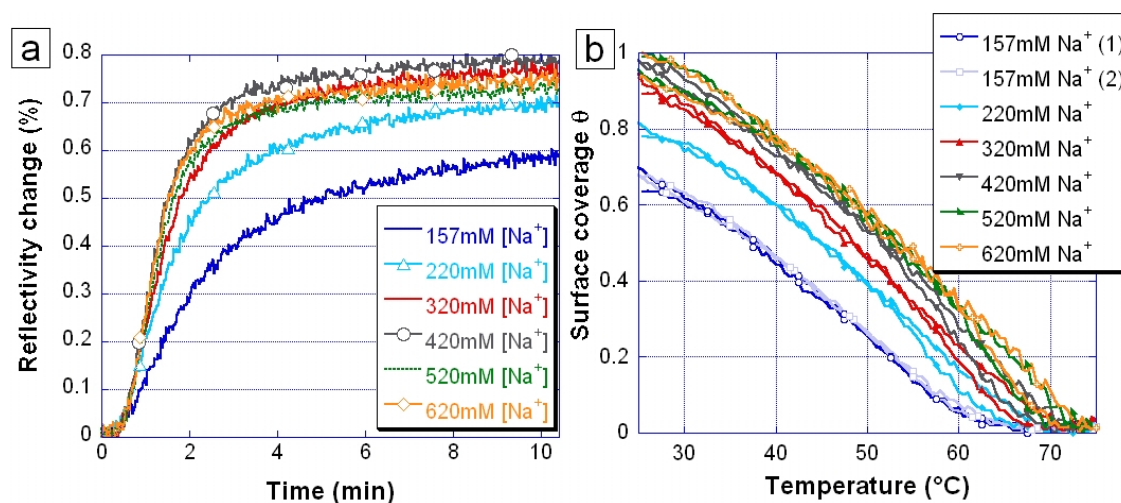 a
Reflectivity change (%)
0.8
0.7
0.6
0.5
0.4
0.3
0.2
0.1
0
0 2 4 6 8 10
Time (min)
157mM [Na⁺]
220mM [Na⁺]
320mM [Na⁺]
420mM [Na⁺]
520mM [Na⁺]
620mM [Na⁺]
b
Surface coverage θ
1
0.8
0.6
0.4
0.2
0
30 40 50 60 70
Temperature (°C)
157mM Na⁺ (1)
157mM Na⁺ (2)
220mM Na⁺
320mM Na⁺
420mM Na⁺
520mM Na⁺
620mM Na⁺